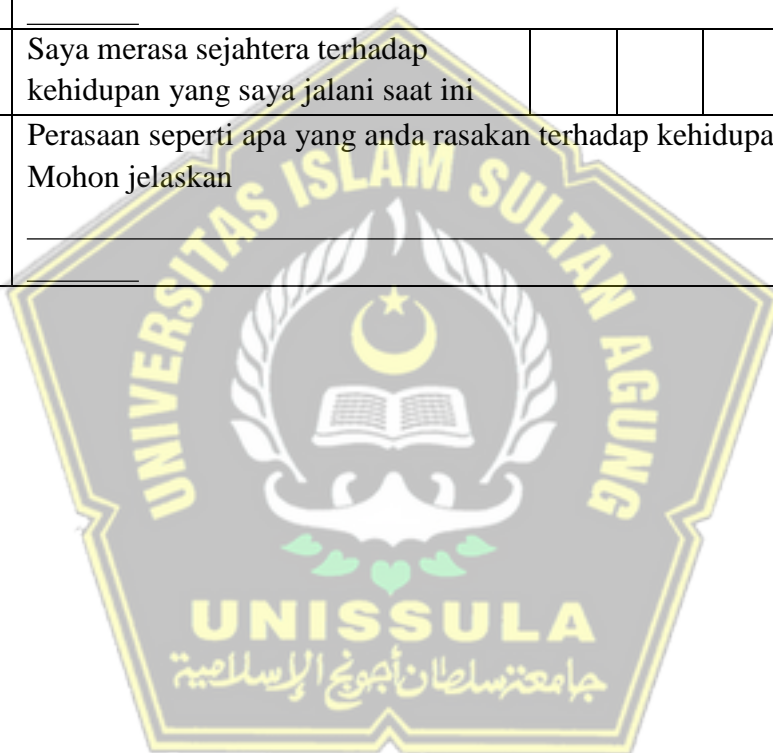 Saya merasa sejahtera terhadap
kehidupan yang saya jalani saat ini
Perasaan seperti apa yang anda rasakan terhadap kehidupa
Mohon jelaskan
UNIVERSITAS ISLAM SULTAN AGUNG
UNISSULA
جامعة سلطان أجونج الإسلامية